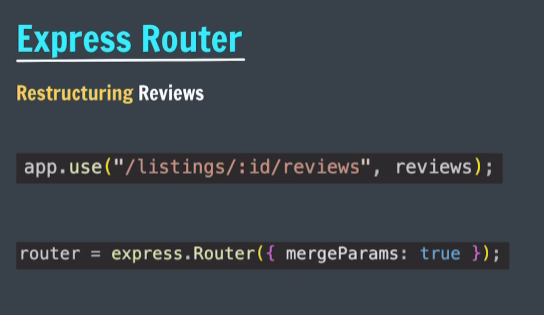 Express Router
Restructuring Reviews
app.use("/listings/:id/reviews", reviews);
router = express.Router({ mergeParams: true });